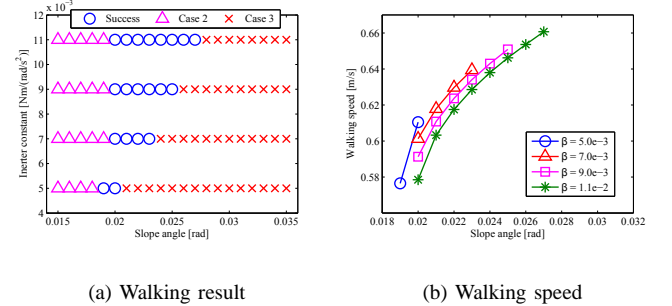 x 10⁻³
Success Case 2 Case 3
12
11
10
9
8
7
6
5
4
Inerter constant [Nm/(rad/s²)]
0.015 0.02 0.025 0.03 0.035
Slope angle [rad]
(a) Walking result
0.66
0.64
0.62
0.6
0.58
Walking speed [m/s]
β = 5.0e−3
β = 7.0e−3
β = 9.0e−3
β = 1.1e−2
0.018 0.02 0.022 0.024 0.026 0.028 0.03 0.032
Slope angle [rad]
(b) Walking speed